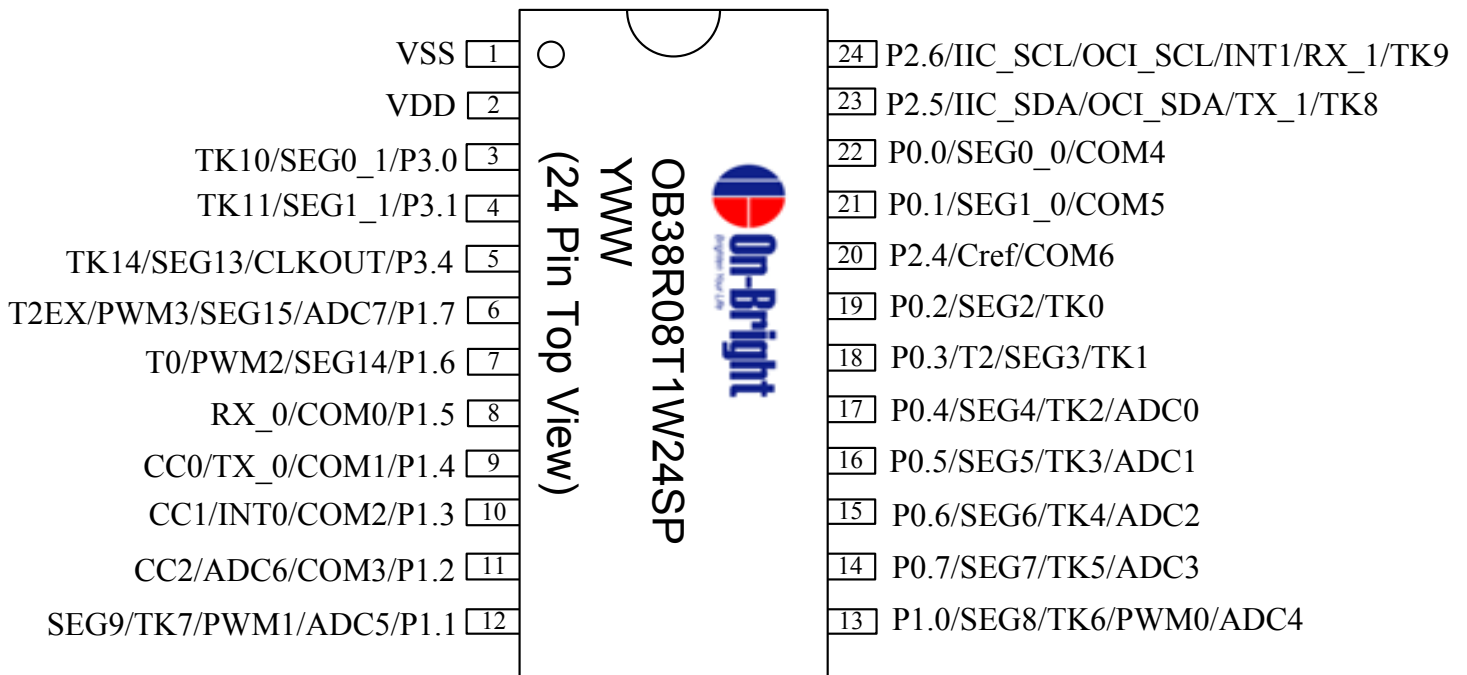 VSS 1
VDD 2
TK10/SEG0_1/P3.0 3
TK11/SEG1_1/P3.1 4
TK14/SEG13/CLKOUT/P3.4 5
T2EX/PWM3/SEG15/ADC7/P1.7 6
T0/PWM2/SEG14/P1.6 7
RX_0/COM0/P1.5 8
CC0/TX_0/COM1/P1.4 9
CC1/INT0/COM2/P1.3 10
CC2/ADC6/COM3/P1.2 11
SEG9/TK7/PWM1/ADC5/P1.1 12
On-Bright
Brighten Your Life
OB38R08T1W24SP
YWW
(24 Pin Top View)
24 P2.6/IIC_SCL/OCI_SCL/INT1/RX_1/TK9
23 P2.5/IIC_SDA/OCI_SDA/TX_1/TK8
22 P0.0/SEG0_0/COM4
21 P0.1/SEG1_0/COM5
20 P2.4/Cref/COM6
19 P0.2/SEG2/TK0
18 P0.3/T2/SEG3/TK1
17 P0.4/SEG4/TK2/ADC0
16 P0.5/SEG5/TK3/ADC1
15 P0.6/SEG6/TK4/ADC2
14 P0.7/SEG7/TK5/ADC3
13 P1.0/SEG8/TK6/PWM0/ADC4